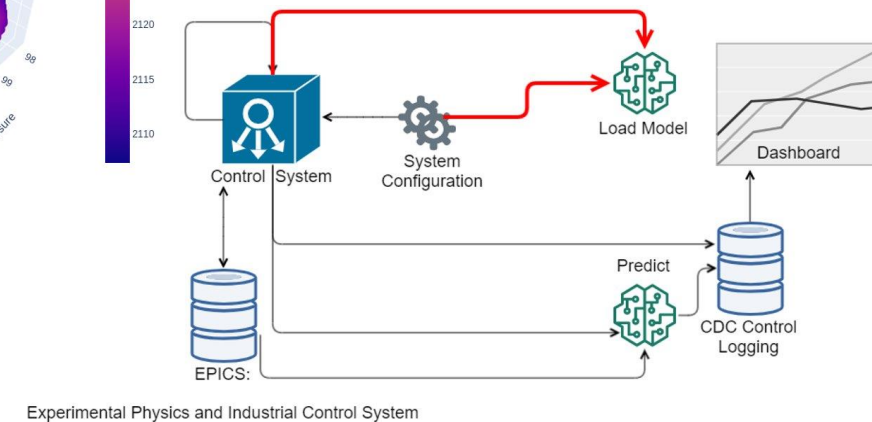 2120
98
99
2115
sure
2110
Load Model
Dashboard
System
Configuration
Control System
Predict
CDC Control
Logging
EPICS:
Experimental Physics and Industrial Control System